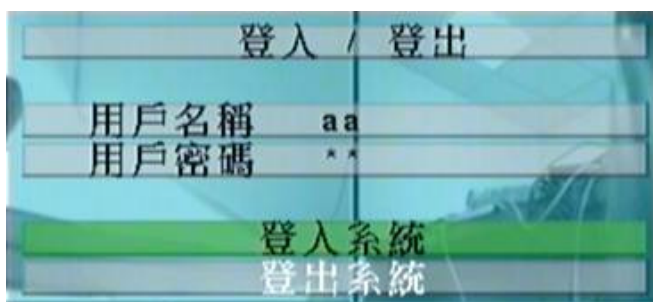 登入 / 登出
用戶名稱 aa
用戶密碼 **
登入系統
登出系統